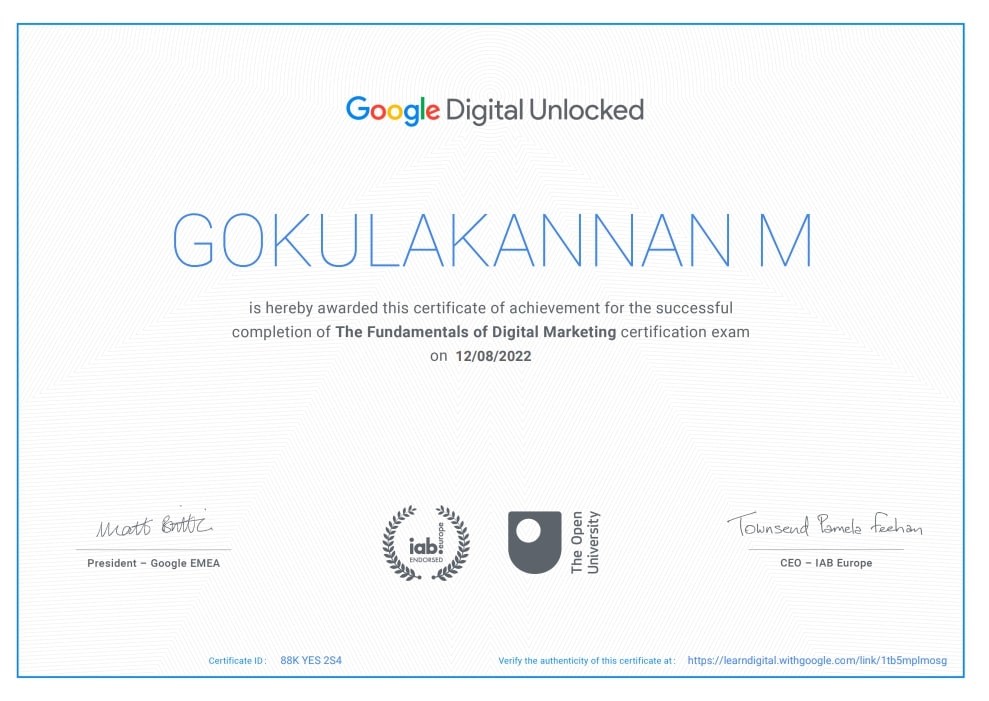 Google Digital Unlocked
GOKULAKANNAN M
is hereby awarded this certificate of achievement for the successful
completion of The Fundamentals of Digital Marketing certification exam
on 12/08/2022
Matt Brittin
President – Google EMEA
iab.europe
ENDORSED
The Open
University
Townsend Pamela Feehan
CEO – IAB Europe
Certificate ID : 88K YES 2S4
Verify the authenticity of this certificate at : https://learndigital.withgoogle.com/link/1tb5mplmosg